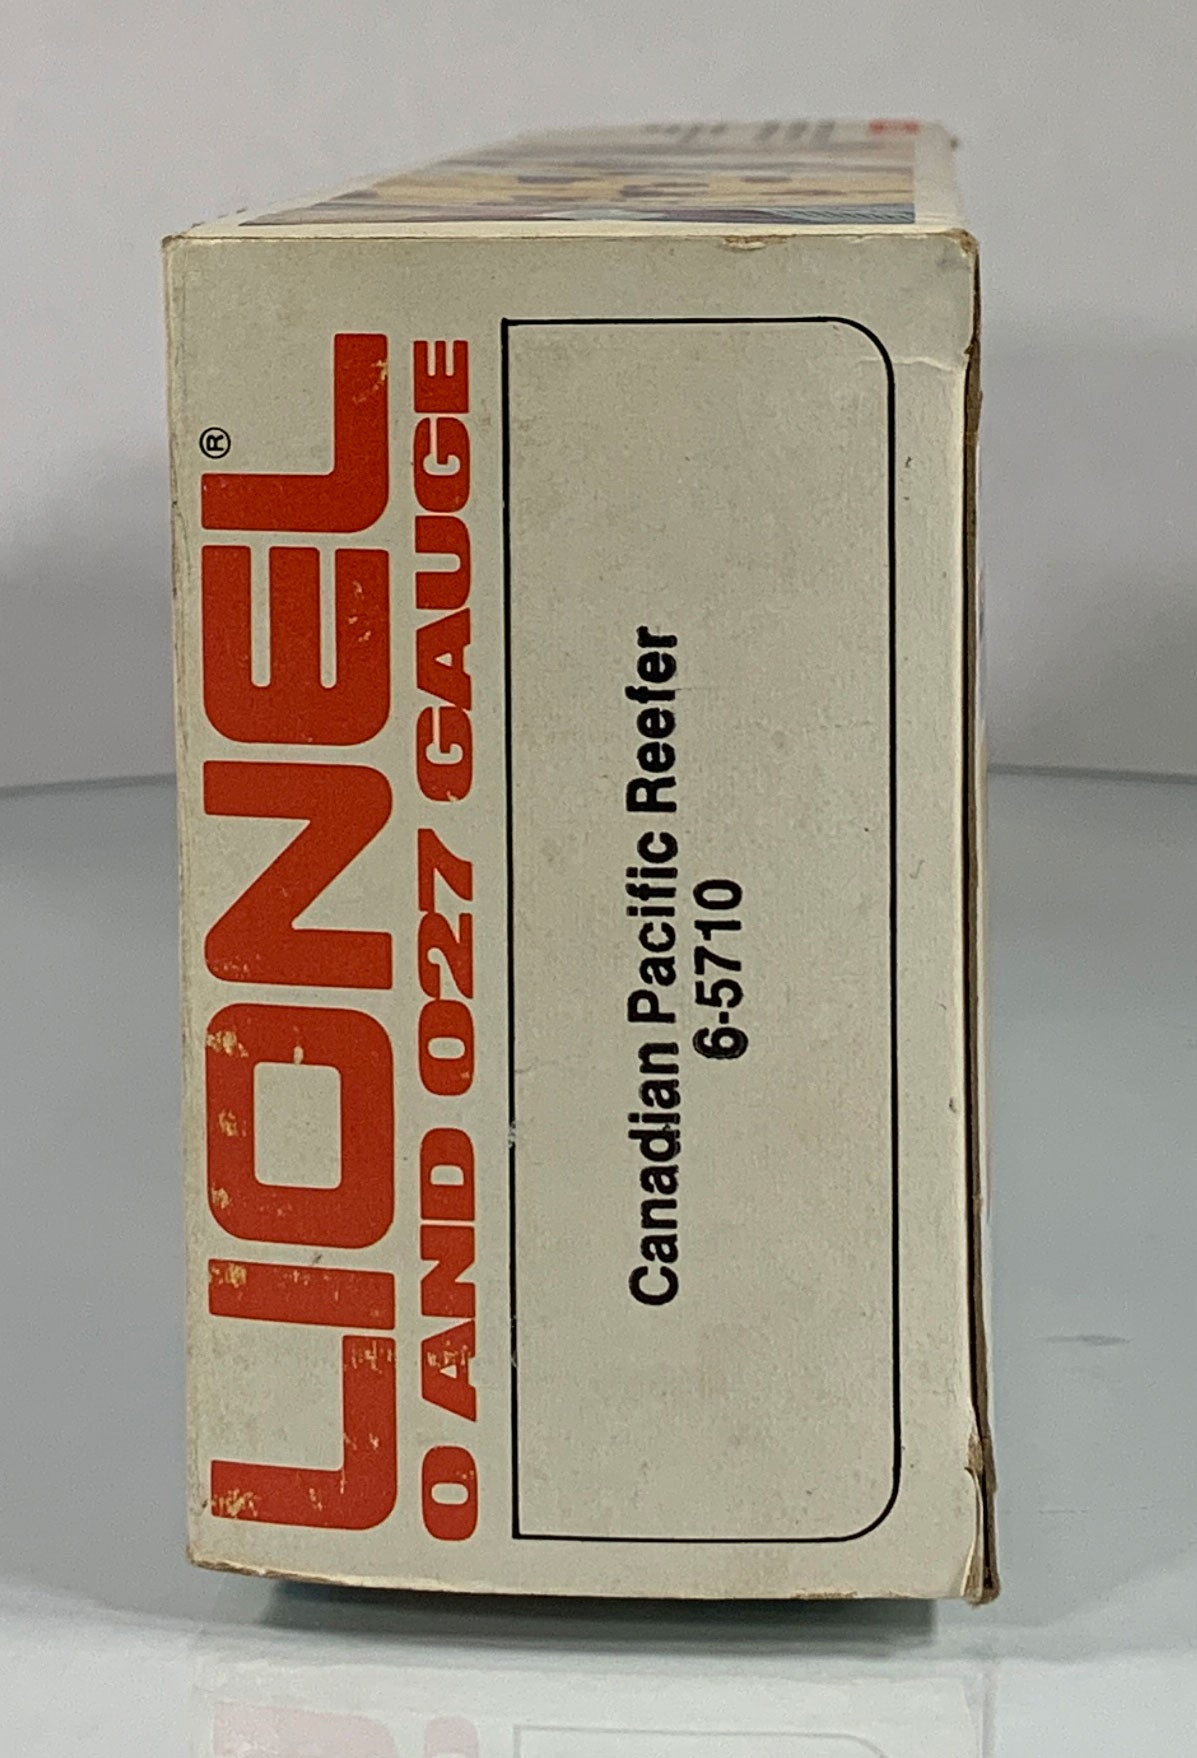 LIONEL®
O AND O27 GAUGE
Canadian Pacific Reefer
6-5710